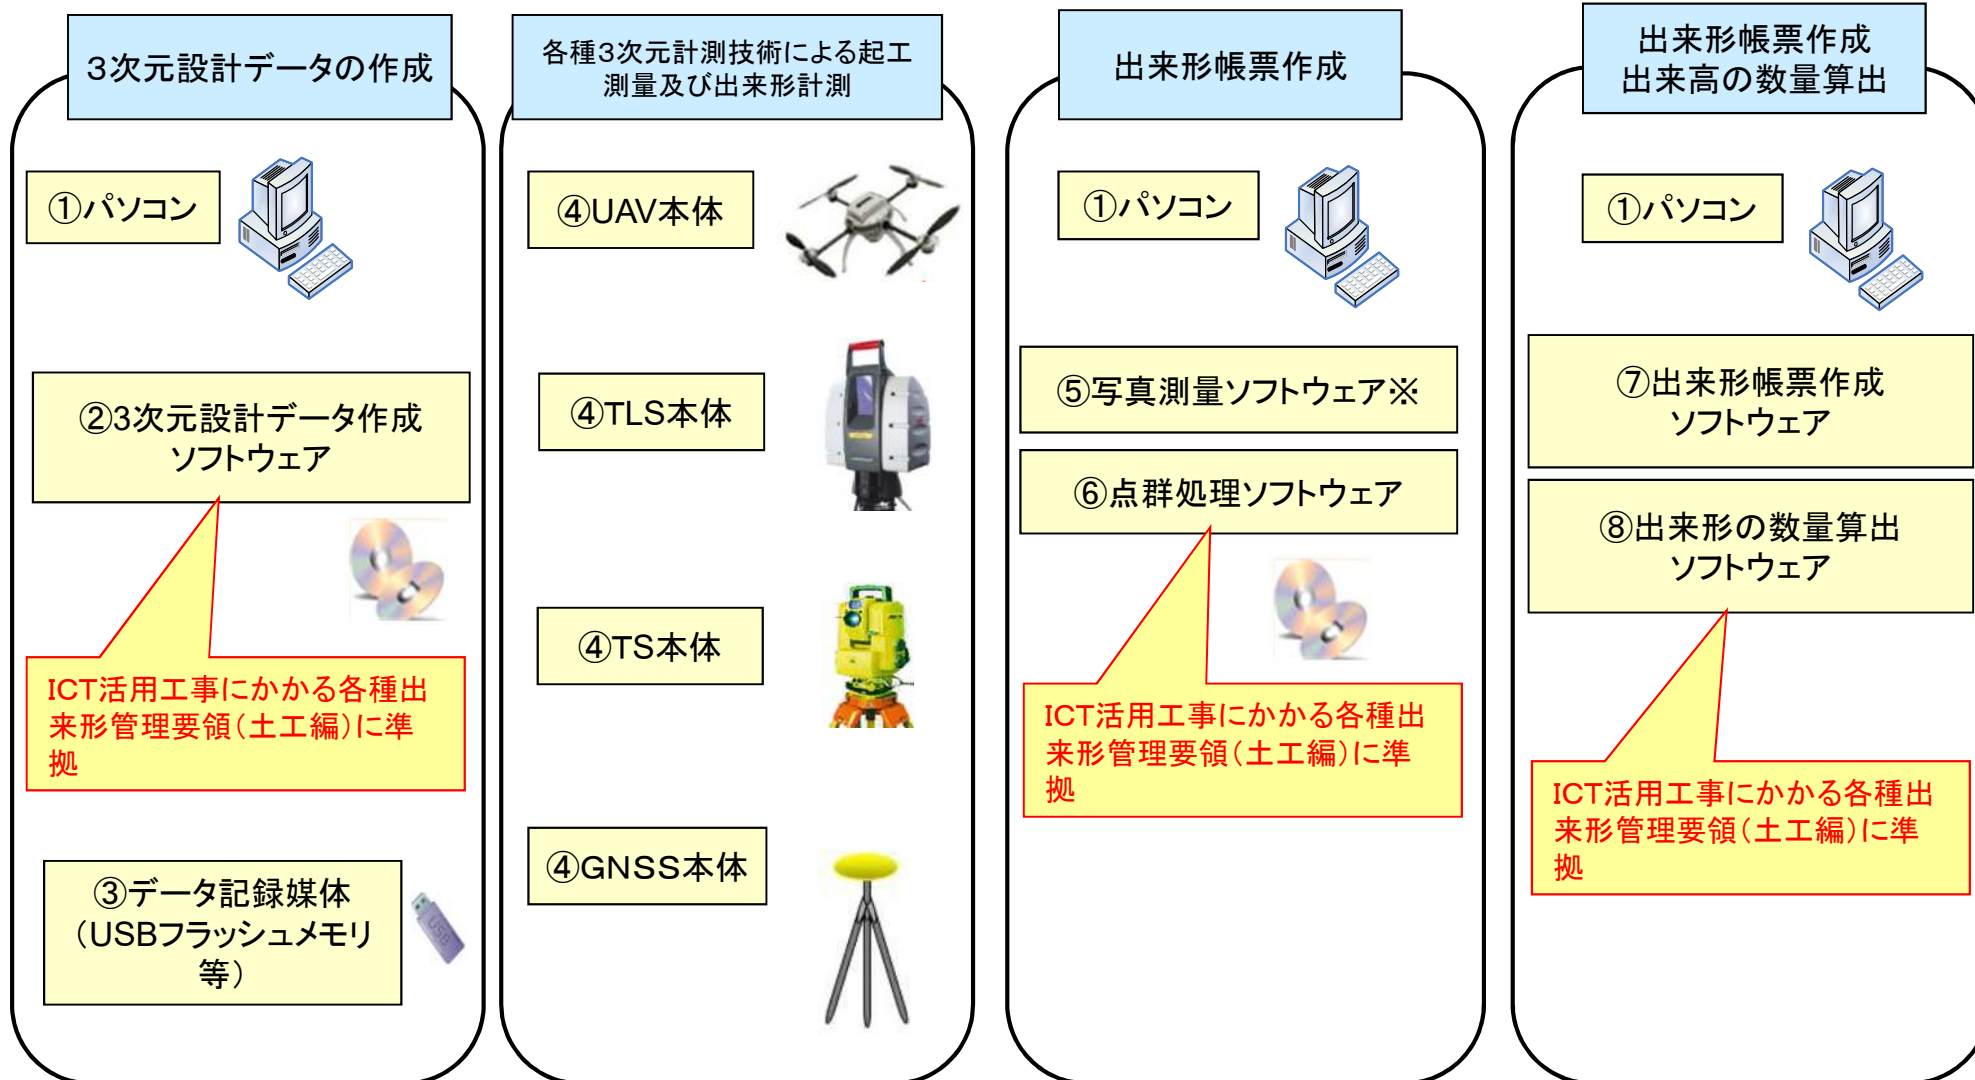 3次元設計データの作成
①パソコン
②3次元設計データ作成
ソフトウェア
ICT活用工事にかかる各種出
来形管理要領(土工編)に準
拠
③データ記録媒体
(USBフラッシュメモリ
等)
USB
各種3次元計測技術による起工
測量及び出来形計測
④UAV本体
④TLS本体
④TS本体
④GNSS本体
出来形帳票作成
①パソコン
⑤写真測量ソフトウェア※
⑥点群処理ソフトウェア
ICT活用工事にかかる各種出
来形管理要領(土工編)に準
拠
出来形帳票作成
出来高の数量算出
①パソコン
⑦出来形帳票作成
ソフトウェア
⑧出来形の数量算出
ソフトウェア
ICT活用工事にかかる各種出
来形管理要領(土工編)に準
拠